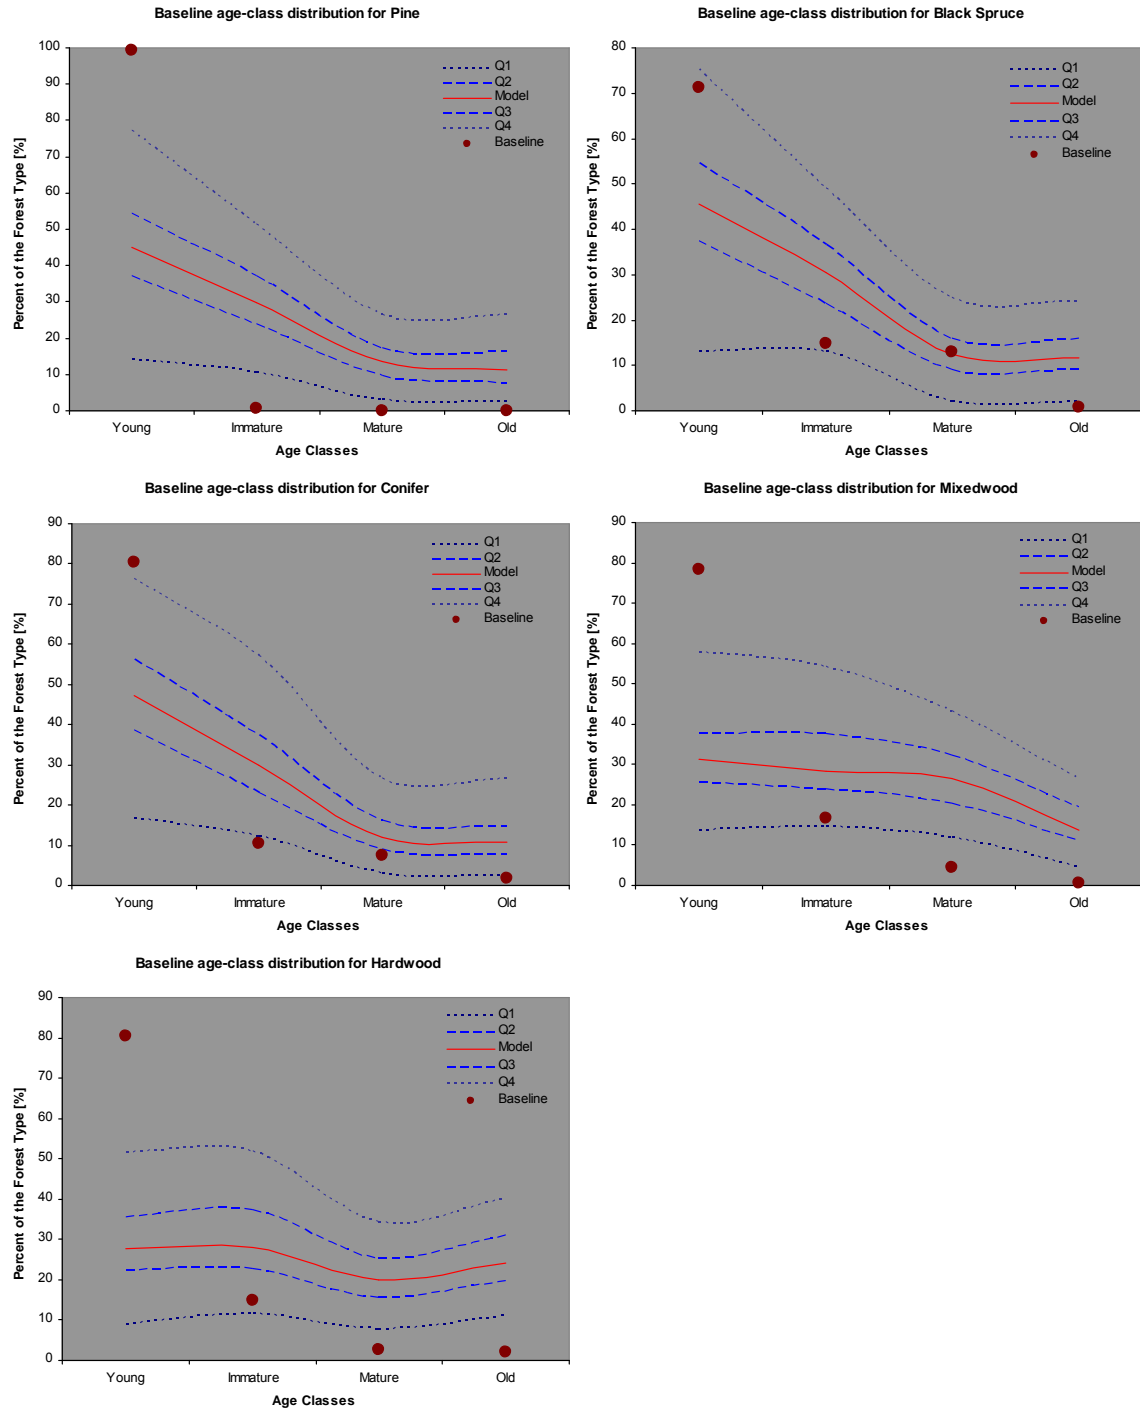 Baseline age-class distribution for Pine
Percent of the Forest Type [%]
100
90
80
70
60
50
40
30
20
10
0
Q1
Q2
Model
Q3
Q4
Baseline
Young Immature Mature Old
Age Classes
Baseline age-class distribution for Black Spruce
Percent of the Forest Type [%]
80
70
60
50
40
30
20
10
0
Q1
Q2
Model
Q3
Q4
Baseline
Young Immature Mature Old
Age Classes
Baseline age-class distribution for Conifer
Percent of the Forest Type [%]
90
80
70
60
50
40
30
20
10
0
Q1
Q2
Model
Q3
Q4
Baseline
Young Immature Mature Old
Age Classes
Baseline age-class distribution for Mixedwood
Percent of the Forest Type [%]
90
80
70
60
50
40
30
20
10
0
Q1
Q2
Model
Q3
Q4
Baseline
Young Immature Mature Old
Age Classes
Baseline age-class distribution for Hardwood
Percent of the Forest Type [%]
90
80
70
60
50
40
30
20
10
0
Q1
Q2
Model
Q3
Q4
Baseline
Young Immature Mature Old
Age Classes